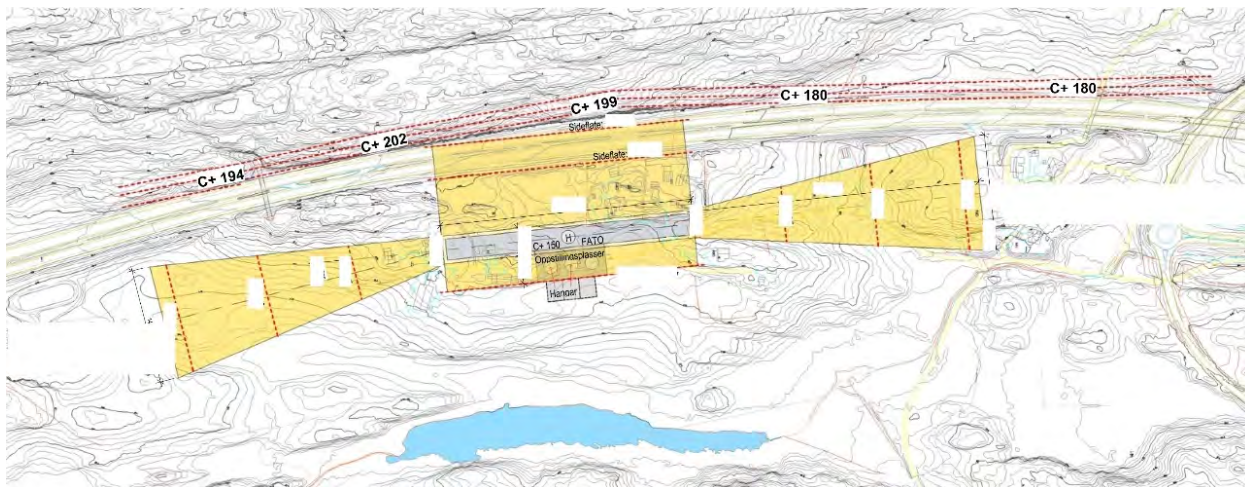 C+ 194
C+ 202
C+ 199
C+ 180
C+ 180
Sideflate:
Sideflate:
C+ 150
H
FATO
Oppstillingsplasser
Hangar